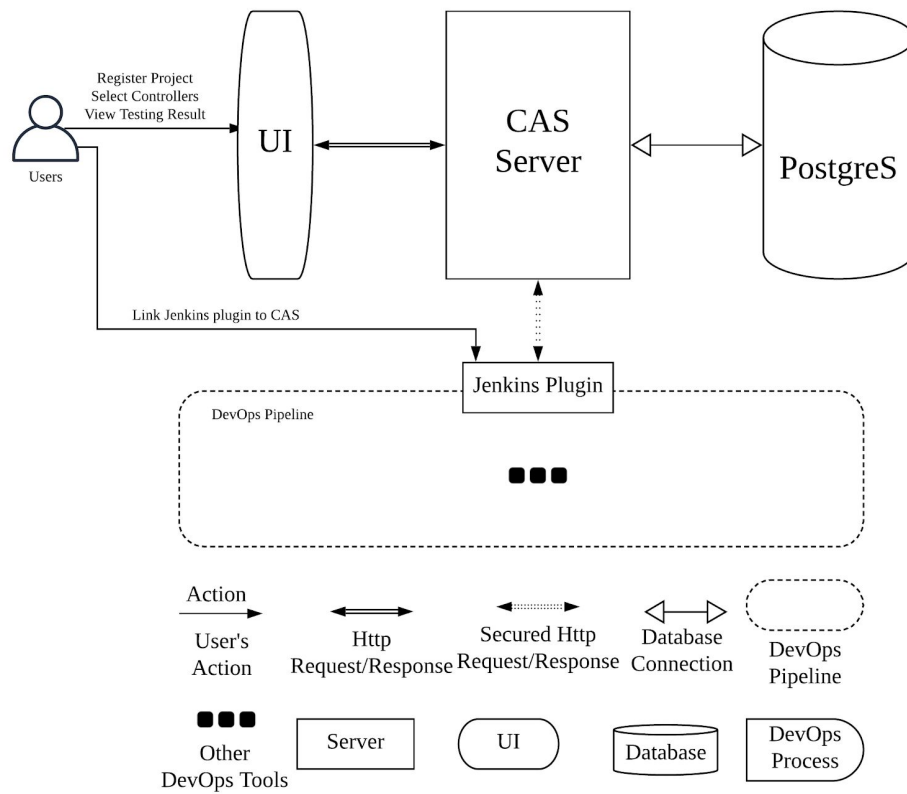 Register Project
Select Controllers
View Testing Result
Users
UI
CAS
Server
PostgreS
Link Jenkins plugin to CAS
Jenkins Plugin
DevOps Pipeline
Action
User's
Action
Http
Request/Response
Secured Http
Request/Response
Database
Connection
DevOps
Pipeline
Other
DevOps Tools
Server
UI
Database
DevOps
Process